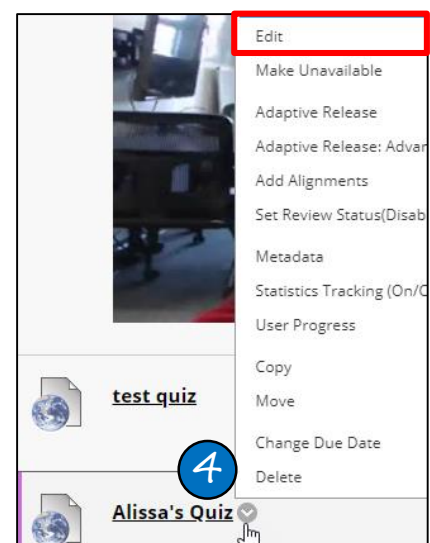 Edit
Make Unavailable
Adaptive Release
Adaptive Release: Advan
Add Alignments
Set Review Status(Disab
Metadata
Statistics Tracking (On/O
User Progress
Copy
Move
Change Due Date
Delete
test quiz
4
Alissa's Quiz